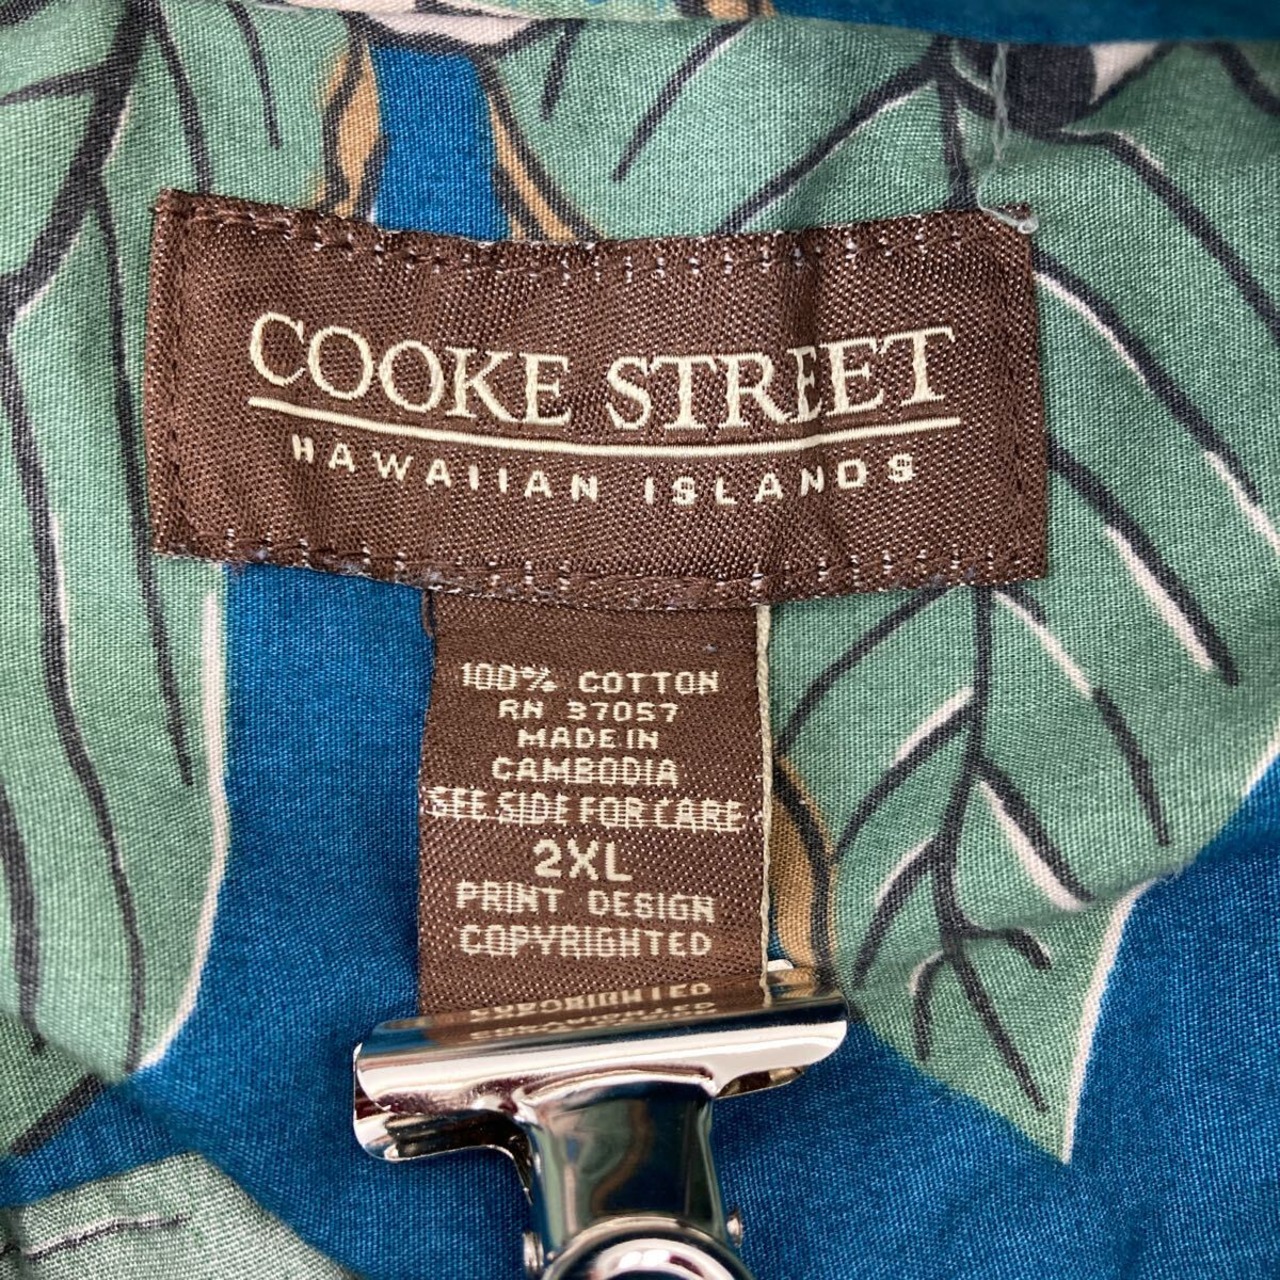 COOKE STREET
HAWAIIAN ISLANDS
100% COTTON
RN 37057
MADE IN
CAMBODIA
SEE SIDE FOR CARE
2XL
PRINT DESIGN
COPYRIGHTED